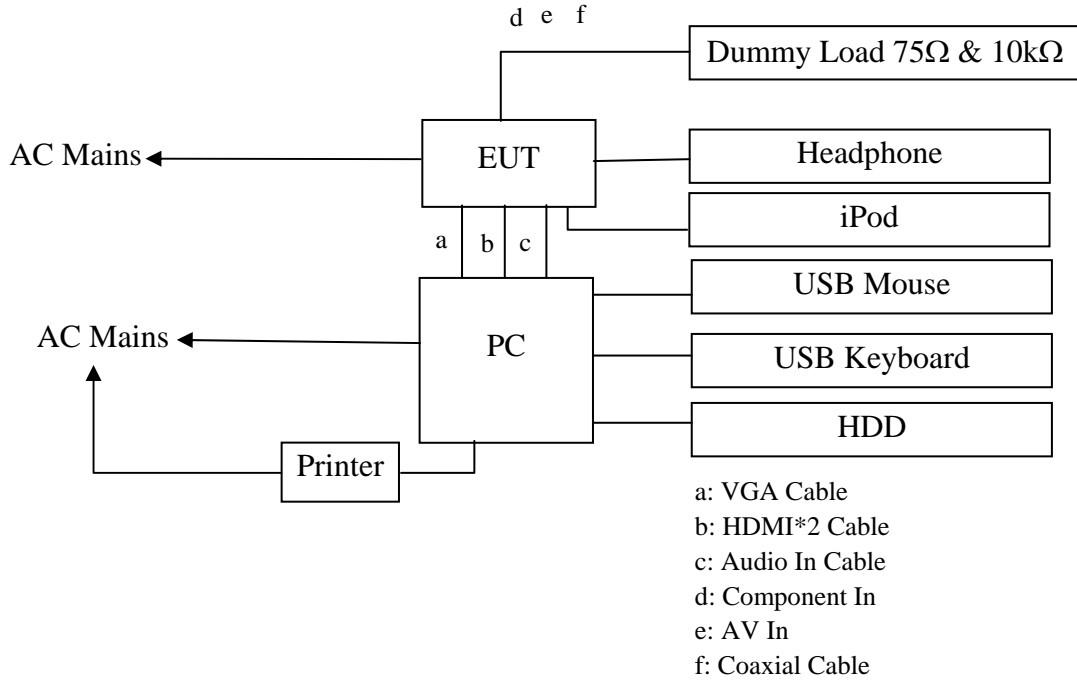 d e f
Dummy Load 75Ω & 10kΩ
AC Mains
EUT
Headphone
iPod
a b c
USB Mouse
AC Mains
PC
USB Keyboard
HDD
Printer
a: VGA Cable
b: HDMI*2 Cable
c: Audio In Cable
d: Component In
e: AV In
f: Coaxial Cable